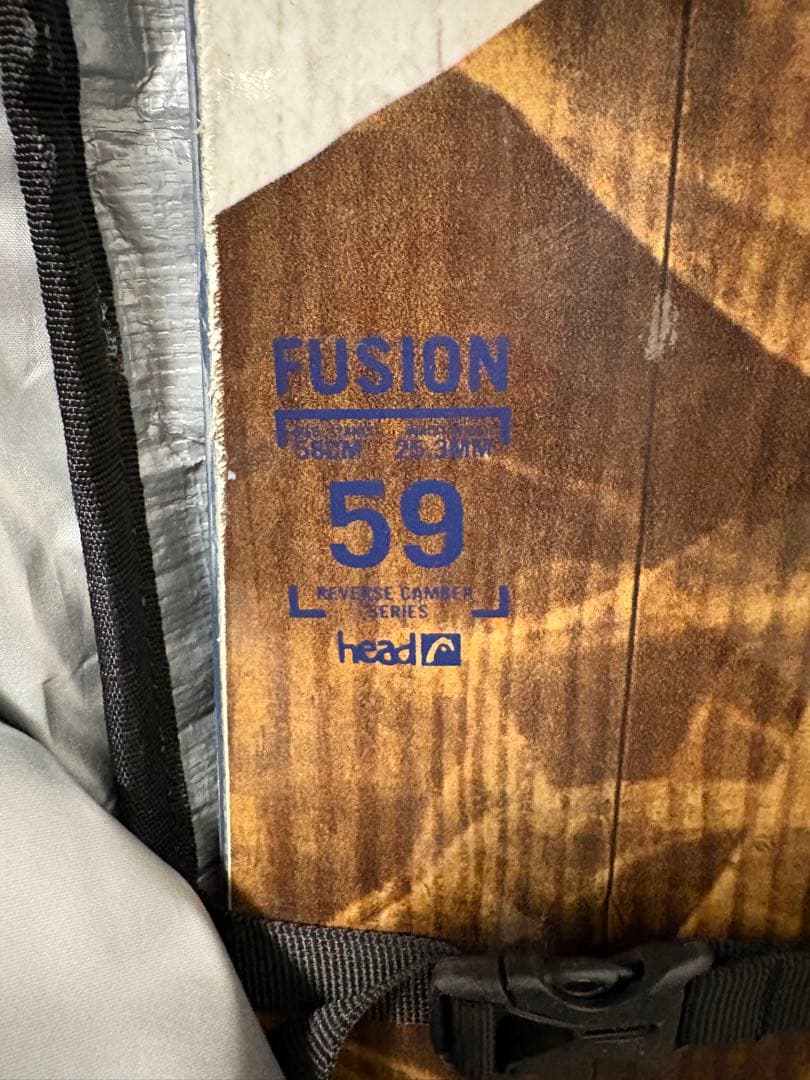 FUSION
58CM 25.3MM
59
REVERSE CAMBER
SERIES
head